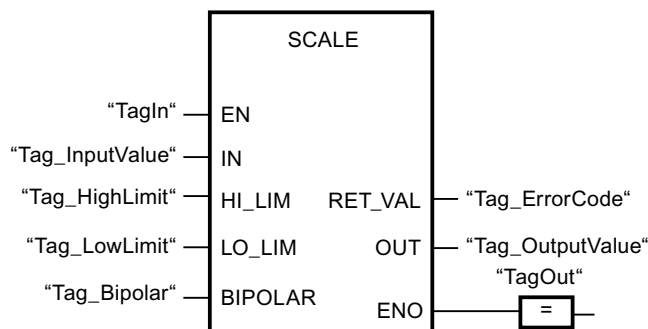 SCALE
“TagIn“ EN
“Tag_InputValue“ IN
“Tag_HighLimit“ HI_LIM RET_VAL “Tag_ErrorCode“
“Tag_LowLimit“ LO_LIM OUT “Tag_OutputValue“
“TagOut“
“Tag_Bipolar“ BIPOLAR
ENO =